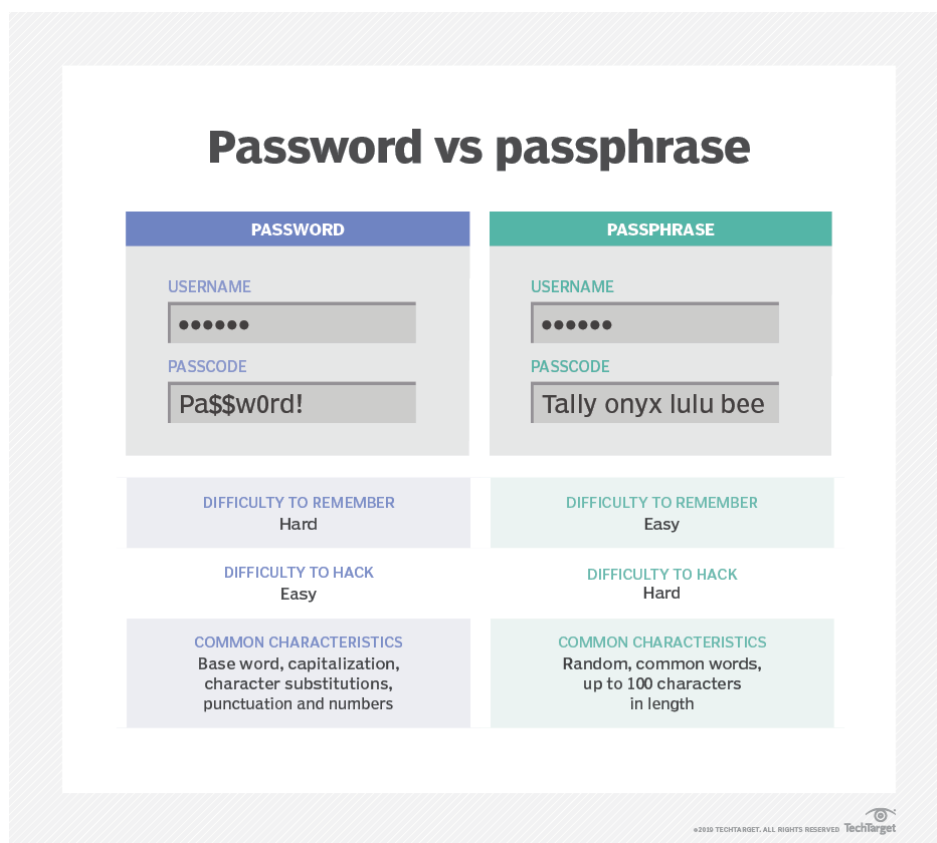 Password vs passphrase
PASSWORD
USERNAME
PASSCODE
Pa$$w0rd!
DIFFICULTY TO REMEMBER
Hard
DIFFICULTY TO HACK
Easy
COMMON CHARACTERISTICS
Base word, capitalization,
character substitutions,
punctuation and numbers
PASSPHRASE
USERNAME
PASSCODE
Tally onyx lulu bee
DIFFICULTY TO REMEMBER
Easy
DIFFICULTY TO HACK
Hard
COMMON CHARACTERISTICS
Random, common words,
up to 100 characters
in length
©2019 TECHTARGET. ALL RIGHTS RESERVED TechTarget